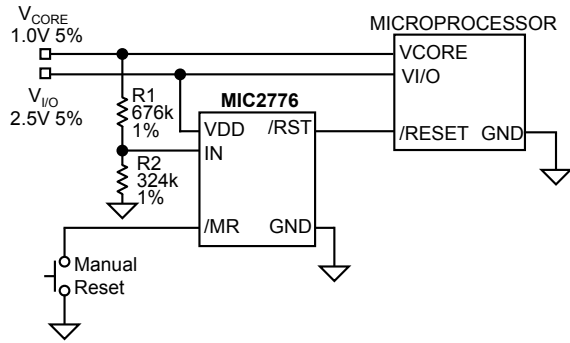 VCORE
1.0V 5%
VI/O
2.5V 5%
R1
676k
1%
R2
324k
1%
MIC2776
VDD /RST
IN
/MR GND
MICROPROCESSOR
VCORE
VI/O
/RESET GND
Manual
Reset